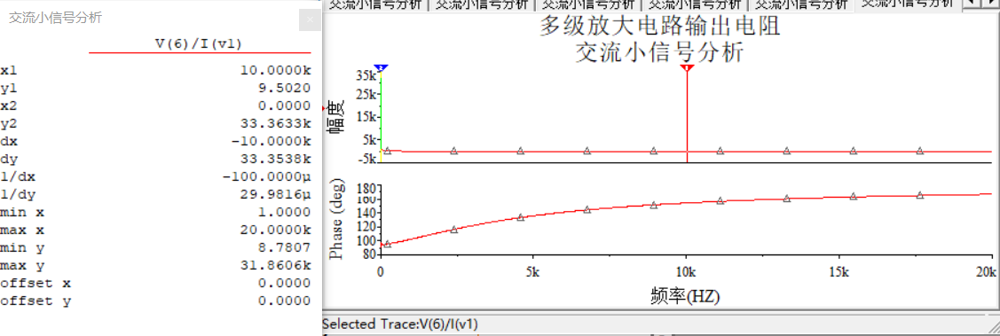 交流小信号分析
V(6)/I(v1)
x1 10.0000k
y1 9.5020
x2 0.0000
y2 33.3633k
dx -10.0000k
dy 33.3538k
1/dx -100.0000µ
1/dy 29.9816µ
min x 1.0000
max x 20.0000k
min y 8.7807
max y 31.8606k
offset x 0.0000
offset y 0.0000
交流小信号分析 交流小信号分析 交流小信号分析 交流小信号分析 交流小信号分析 交流小信号分析
多级放大电路输出电阻
交流小信号分析
幅度
35k
25k
15k
5k
-5k
Phase (deg)
180
160
140
120
100
80
0 5k 10k 15k 20k
频率(HZ)
Selected Trace:V(6)/I(v1)